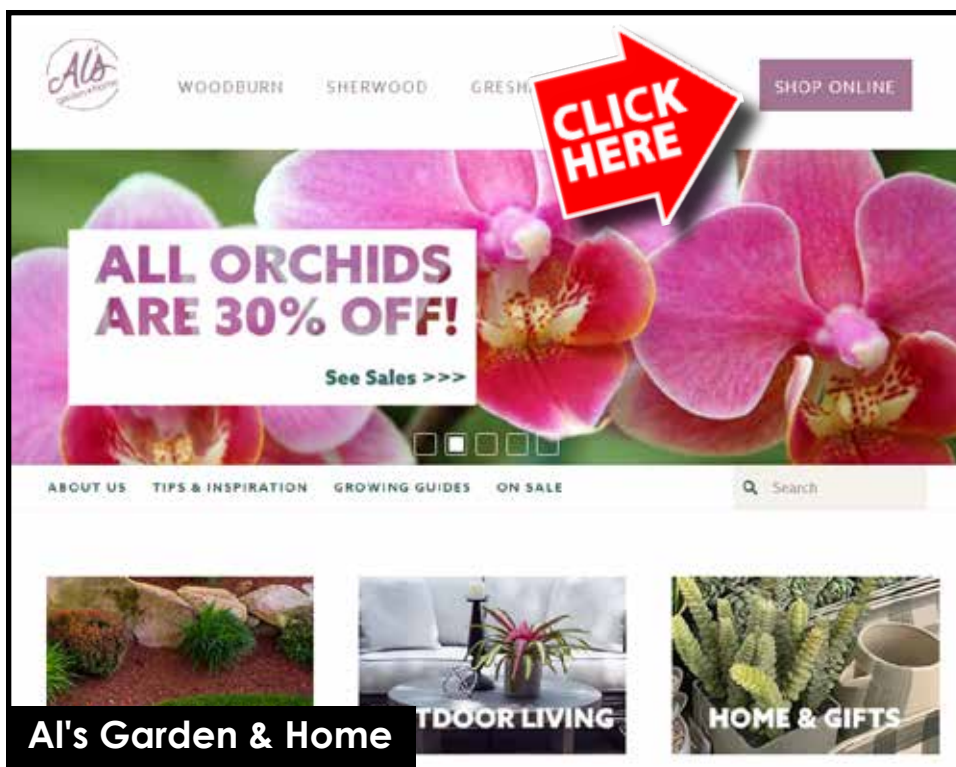 Al's
garden & home
WOODBURN SHERWOOD GRESH
CLICK
HERE
SHOP ONLINE
ALL ORCHIDS
ARE 30% OFF!
See Sales >>>
ABOUT US TIPS & INSPIRATION GROWING GUIDES ON SALE
Search
TDOOR LIVING
HOME & GIFTS
Al's Garden & Home